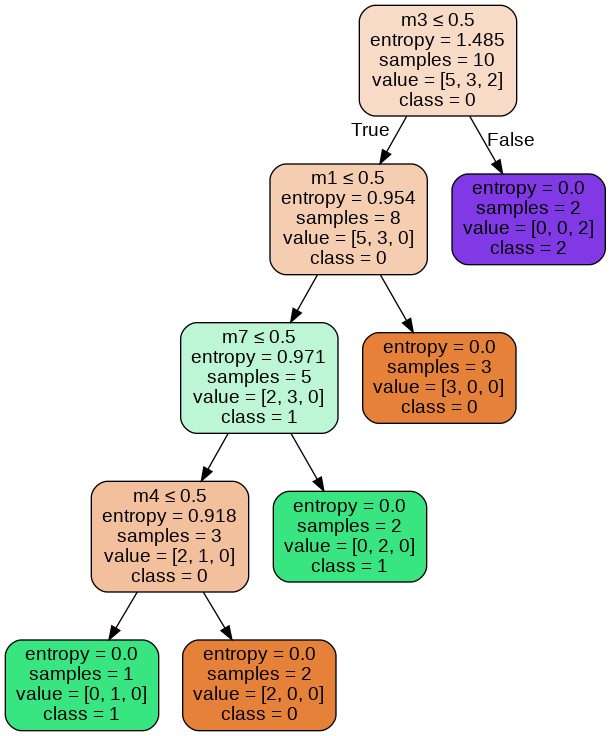 m3 ≤ 0.5
entropy = 1.485
samples = 10
value = [5, 3, 2]
class = 0
True
False
m1 ≤ 0.5
entropy = 0.954
samples = 8
value = [5, 3, 0]
class = 0
entropy = 0.0
samples = 2
value = [0, 0, 2]
class = 2
m7 ≤ 0.5
entropy = 0.971
samples = 5
value = [2, 3, 0]
class = 1
entropy = 0.0
samples = 3
value = [3, 0, 0]
class = 0
m4 ≤ 0.5
entropy = 0.918
samples = 3
value = [2, 1, 0]
class = 0
entropy = 0.0
samples = 2
value = [0, 2, 0]
class = 1
entropy = 0.0
samples = 1
value = [0, 1, 0]
class = 1
entropy = 0.0
samples = 2
value = [2, 0, 0]
class = 0